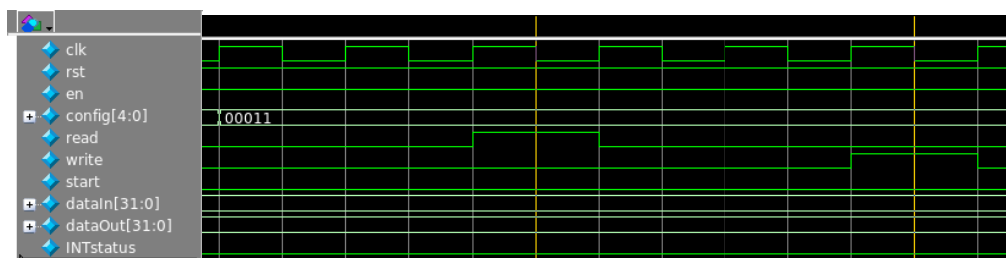 clk
rst
en
config[4:0] 00011
read
write
start
dataIn[31:0]
dataOut[31:0]
INTstatus